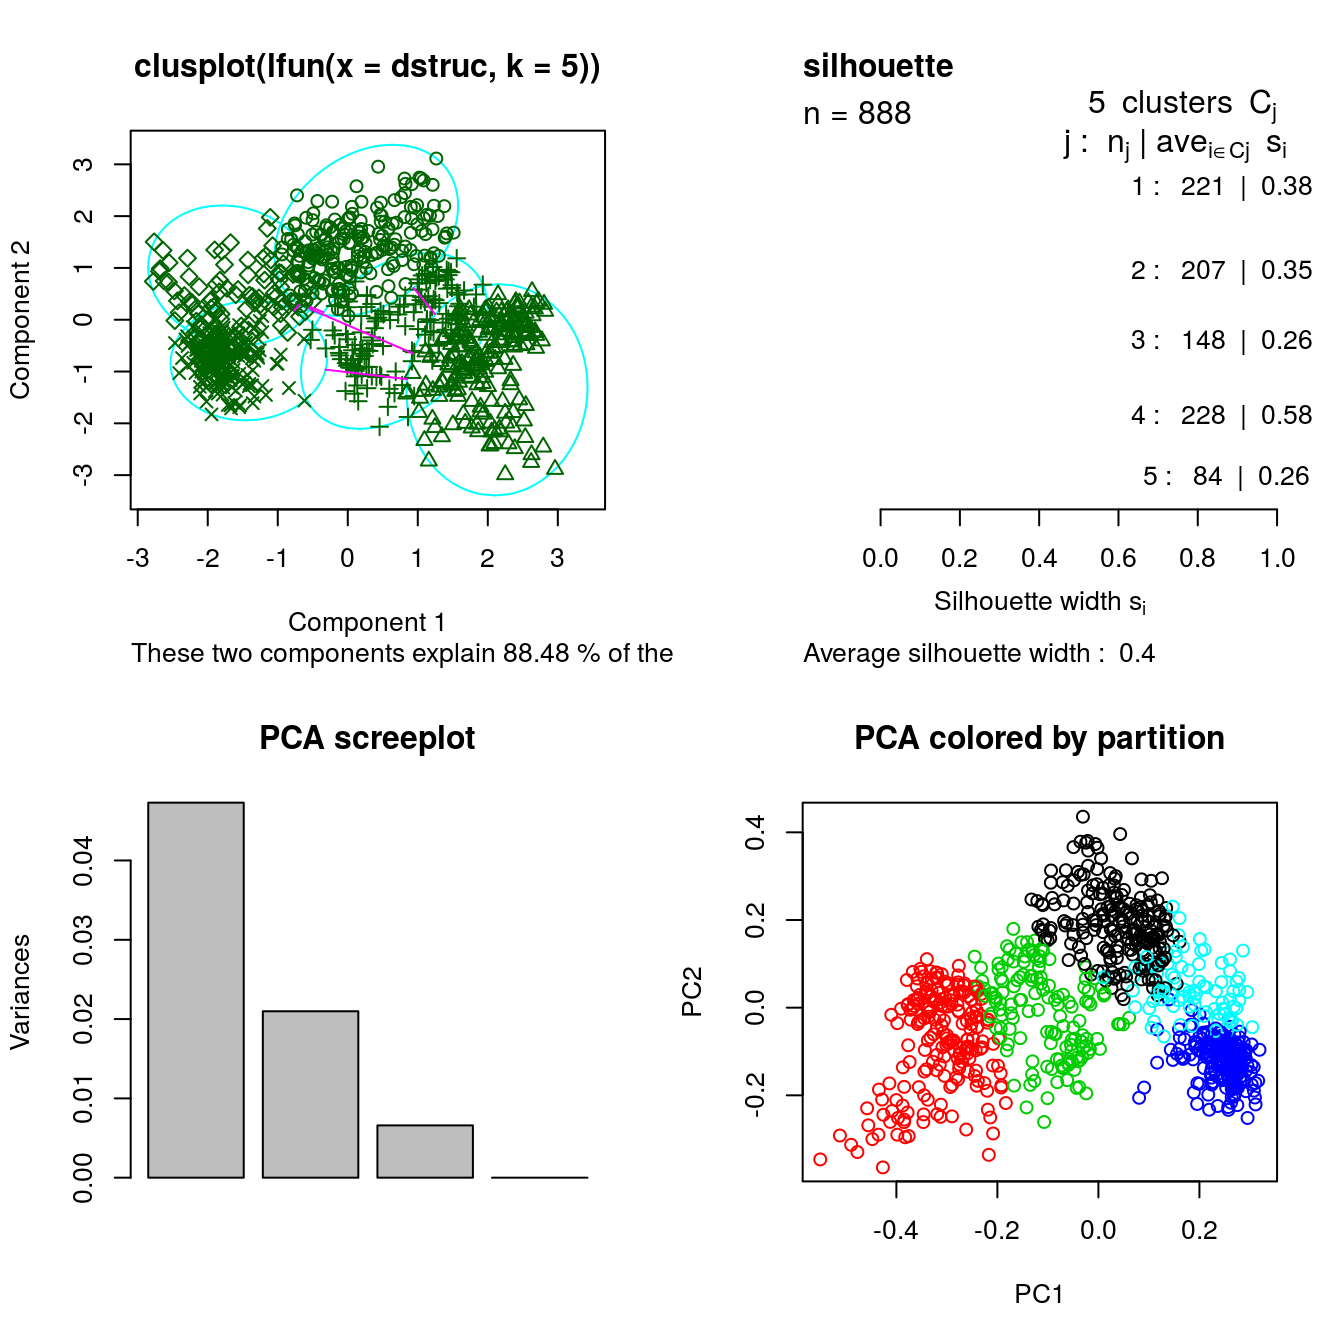 clusplot(lfun(x = dstruc, k = 5))
Component 2
3
2
1
0
-1
-2
-3
-3 -2 -1 0 1 2 3
Component 1
These two components explain 88.48 % of the
silhouette
n = 888
5 clusters Cj
j : nj | avei∈Cj si
1 : 221 | 0.38
2 : 207 | 0.35
3 : 148 | 0.26
4 : 228 | 0.58
5 : 84 | 0.26
0.0 0.2 0.4 0.6 0.8 1.0
Silhouette width si
Average silhouette width : 0.4
PCA screeplot
Variances
0.04
0.03
0.02
0.01
0.00
PCA colored by partition
PC2
0.4
0.2
0.0
-0.2
-0.4 -0.2 0.0 0.2
PC1